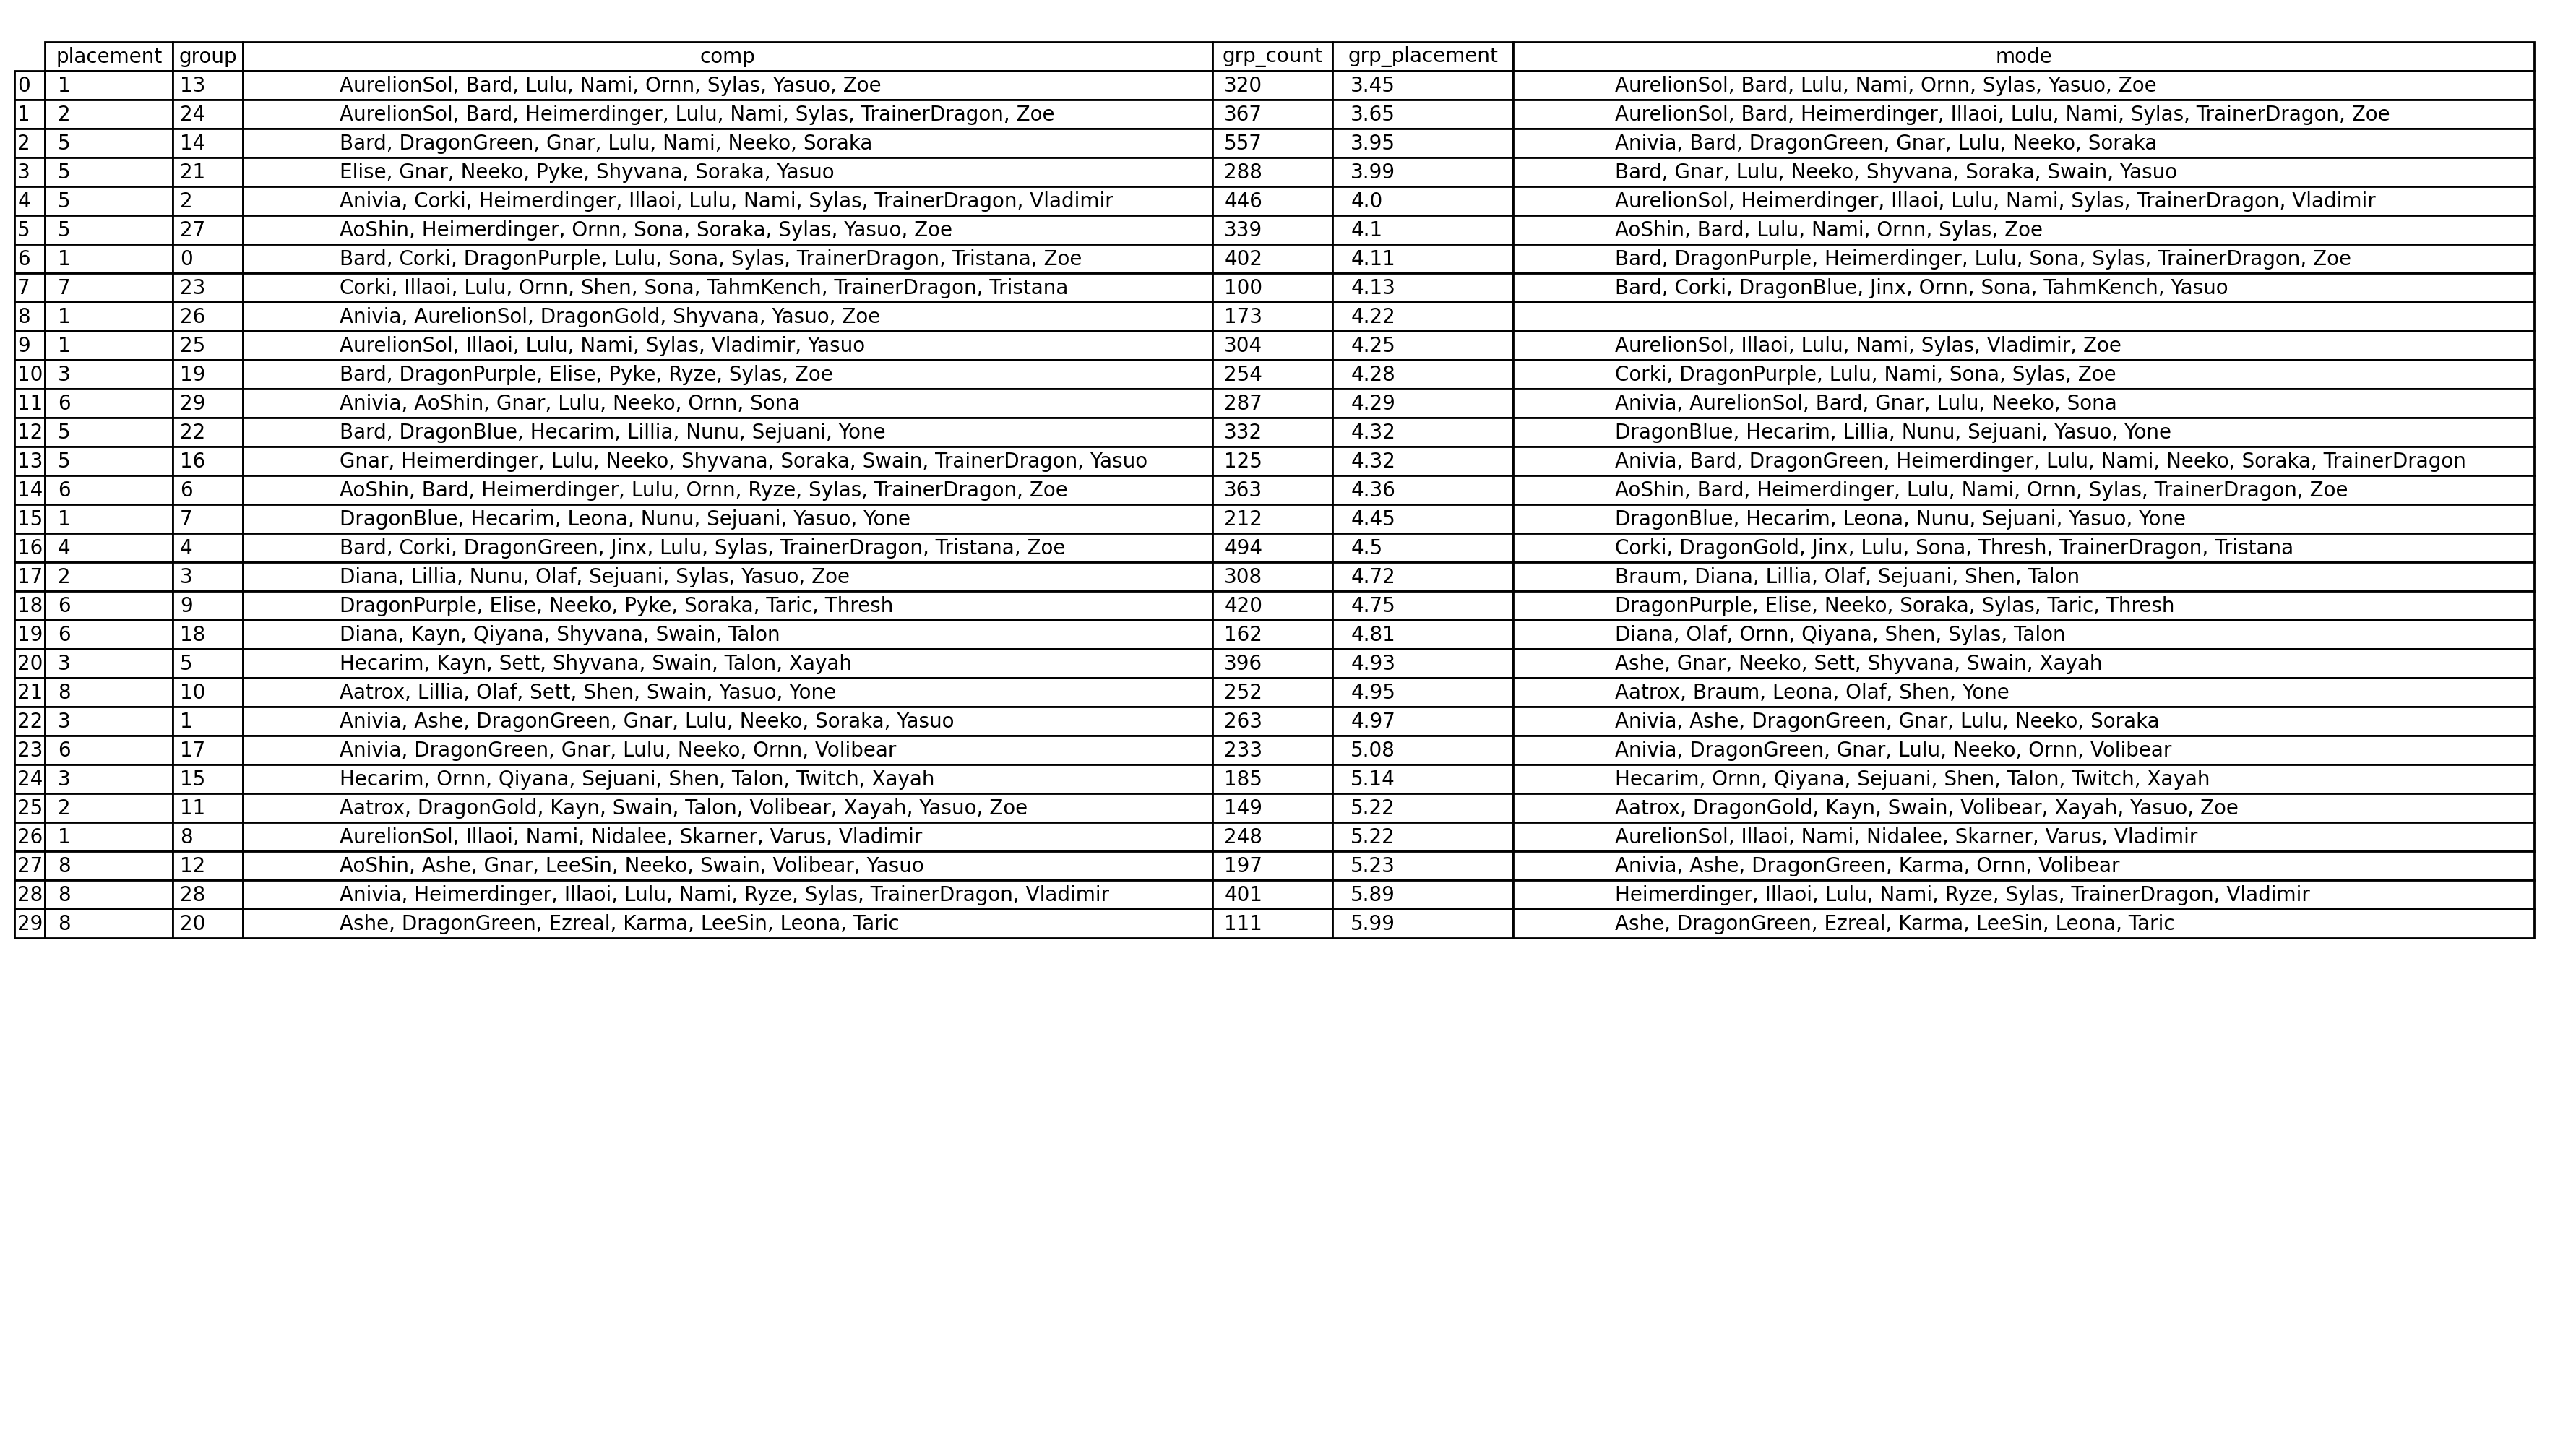 placement group comp grp_count grp_placement mode
0 1 13 AurelionSol, Bard, Lulu, Nami, Ornn, Sylas, Yasuo, Zoe 320 3.45 AurelionSol, Bard, Lulu, Nami, Ornn, Sylas, Yasuo, Zoe
1 2 24 AurelionSol, Bard, Heimerdinger, Lulu, Nami, Sylas, TrainerDragon, Zoe 367 3.65 AurelionSol, Bard, Heimerdinger, Illaoi, Lulu, Nami, Sylas, TrainerDragon, Zoe
2 5 14 Bard, DragonGreen, Gnar, Lulu, Nami, Neeko, Soraka 557 3.95 Anivia, Bard, DragonGreen, Gnar, Lulu, Neeko, Soraka
3 5 21 Elise, Gnar, Neeko, Pyke, Shyvana, Soraka, Yasuo 288 3.99 Bard, Gnar, Lulu, Neeko, Shyvana, Soraka, Swain, Yasuo
4 5 2 Anivia, Corki, Heimerdinger, Illaoi, Lulu, Nami, Sylas, TrainerDragon, Vladimir 446 4.0 AurelionSol, Heimerdinger, Illaoi, Lulu, Nami, Sylas, TrainerDragon, Vladimir
5 5 27 AoShin, Heimerdinger, Ornn, Sona, Soraka, Sylas, Yasuo, Zoe 339 4.1 AoShin, Bard, Lulu, Nami, Ornn, Sylas, Zoe
6 1 0 Bard, Corki, DragonPurple, Lulu, Sona, Sylas, TrainerDragon, Tristana, Zoe 402 4.11 Bard, DragonPurple, Heimerdinger, Lulu, Sona, Sylas, TrainerDragon, Zoe
7 7 23 Corki, Illaoi, Lulu, Ornn, Shen, Sona, TahmKench, TrainerDragon, Tristana 100 4.13 Bard, Corki, DragonBlue, Jinx, Ornn, Sona, TahmKench, Yasuo
8 1 26 Anivia, AurelionSol, DragonGold, Shyvana, Yasuo, Zoe 173 4.22
9 1 25 AurelionSol, Illaoi, Lulu, Nami, Sylas, Vladimir, Yasuo 304 4.25 AurelionSol, Illaoi, Lulu, Nami, Sylas, Vladimir, Zoe
10 3 19 Bard, DragonPurple, Elise, Pyke, Ryze, Sylas, Zoe 254 4.28 Corki, DragonPurple, Lulu, Nami, Sona, Sylas, Zoe
11 6 29 Anivia, AoShin, Gnar, Lulu, Neeko, Ornn, Sona 287 4.29 Anivia, AurelionSol, Bard, Gnar, Lulu, Neeko, Sona
12 5 22 Bard, DragonBlue, Hecarim, Lillia, Nunu, Sejuani, Yone 332 4.32 DragonBlue, Hecarim, Lillia, Nunu, Sejuani, Yasuo, Yone
13 5 16 Gnar, Heimerdinger, Lulu, Neeko, Shyvana, Soraka, Swain, TrainerDragon, Yasuo 125 4.32 Anivia, Bard, DragonGreen, Heimerdinger, Lulu, Nami, Neeko, Soraka, TrainerDragon
14 6 6 AoShin, Bard, Heimerdinger, Lulu, Ornn, Ryze, Sylas, TrainerDragon, Zoe 363 4.36 AoShin, Bard, Heimerdinger, Lulu, Nami, Ornn, Sylas, TrainerDragon, Zoe
15 1 7 DragonBlue, Hecarim, Leona, Nunu, Sejuani, Yasuo, Yone 212 4.45 DragonBlue, Hecarim, Leona, Nunu, Sejuani, Yasuo, Yone
16 4 4 Bard, Corki, DragonGreen, Jinx, Lulu, Sylas, TrainerDragon, Tristana, Zoe 494 4.5 Corki, DragonGold, Jinx, Lulu, Sona, Thresh, TrainerDragon, Tristana
17 2 3 Diana, Lillia, Nunu, Olaf, Sejuani, Sylas, Yasuo, Zoe 308 4.72 Braum, Diana, Lillia, Olaf, Sejuani, Shen, Talon
18 6 9 DragonPurple, Elise, Neeko, Pyke, Soraka, Taric, Thresh 420 4.75 DragonPurple, Elise, Neeko, Soraka, Sylas, Taric, Thresh
19 6 18 Diana, Kayn, Qiyana, Shyvana, Swain, Talon 162 4.81 Diana, Olaf, Ornn, Qiyana, Shen, Sylas, Talon
20 3 5 Hecarim, Kayn, Sett, Shyvana, Swain, Talon, Xayah 396 4.93 Ashe, Gnar, Neeko, Sett, Shyvana, Swain, Xayah
21 8 10 Aatrox, Lillia, Olaf, Sett, Shen, Swain, Yasuo, Yone 252 4.95 Aatrox, Braum, Leona, Olaf, Shen, Yone
22 3 1 Anivia, Ashe, DragonGreen, Gnar, Lulu, Neeko, Soraka, Yasuo 263 4.97 Anivia, Ashe, DragonGreen, Gnar, Lulu, Neeko, Soraka
23 6 17 Anivia, DragonGreen, Gnar, Lulu, Neeko, Ornn, Volibear 233 5.08 Anivia, DragonGreen, Gnar, Lulu, Neeko, Ornn, Volibear
24 3 15 Hecarim, Ornn, Qiyana, Sejuani, Shen, Talon, Twitch, Xayah 185 5.14 Hecarim, Ornn, Qiyana, Sejuani, Shen, Talon, Twitch, Xayah
25 2 11 Aatrox, DragonGold, Kayn, Swain, Talon, Volibear, Xayah, Yasuo, Zoe 149 5.22 Aatrox, DragonGold, Kayn, Swain, Volibear, Xayah, Yasuo, Zoe
26 1 8 AurelionSol, Illaoi, Nami, Nidalee, Skarner, Varus, Vladimir 248 5.22 AurelionSol, Illaoi, Nami, Nidalee, Skarner, Varus, Vladimir
27 8 12 AoShin, Ashe, Gnar, LeeSin, Neeko, Swain, Volibear, Yasuo 197 5.23 Anivia, Ashe, DragonGreen, Karma, Ornn, Volibear
28 8 28 Anivia, Heimerdinger, Illaoi, Lulu, Nami, Ryze, Sylas, TrainerDragon, Vladimir 401 5.89 Heimerdinger, Illaoi, Lulu, Nami, Ryze, Sylas, TrainerDragon, Vladimir
29 8 20 Ashe, DragonGreen, Ezreal, Karma, LeeSin, Leona, Taric 111 5.99 Ashe, DragonGreen, Ezreal, Karma, LeeSin, Leona, Taric